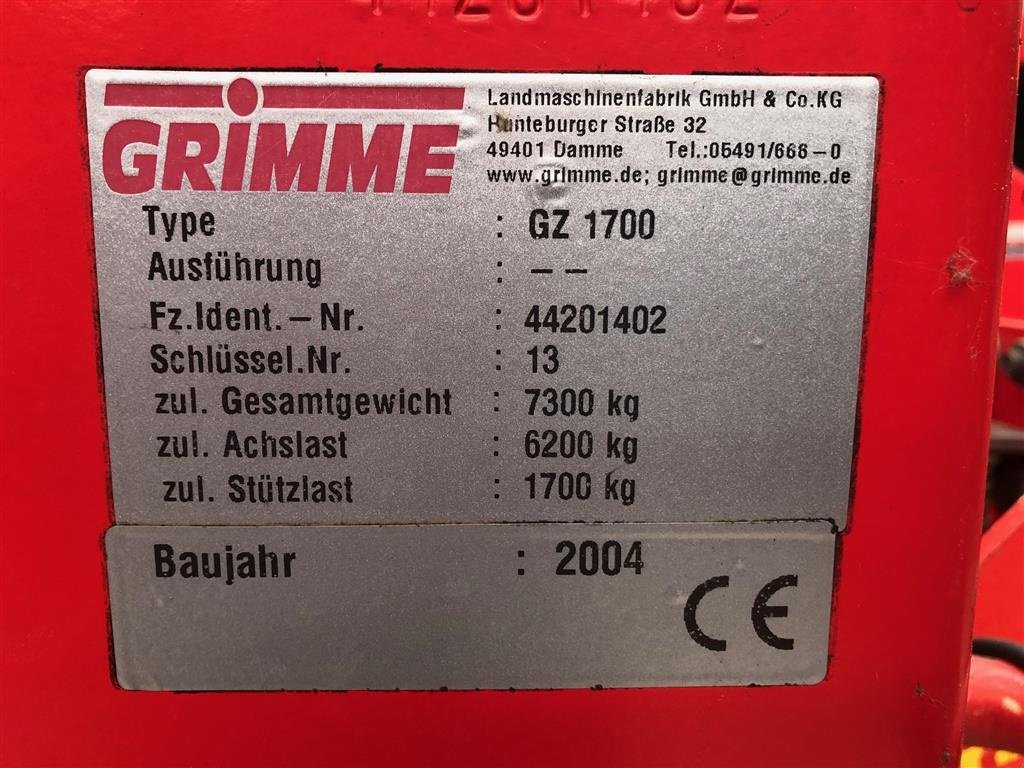 GRIMME
Landmaschinenfabrik GmbH & Co.KG
Hunteburger Straße 32
49401 Damme Tel.:05491/666-0
www.grimme.de; grimme@grimme.de
Type : GZ 1700
Ausführung : - -
Fz.Ident.-Nr. : 44201402
Schlüssel.Nr. : 13
zul. Gesamtgewicht : 7300 kg
zul. Achslast : 6200 kg
zul. Stützlast : 1700 kg
Baujahr : 2004
CE